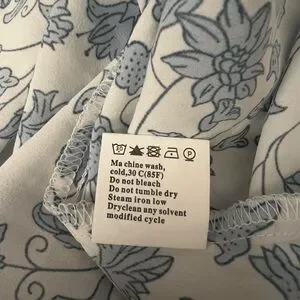 Ma chine wash,
cold,30 C(85F)
Do not bleach
Do not tumble dry
Steam iron low
Dryclean any solvent
modified cycle